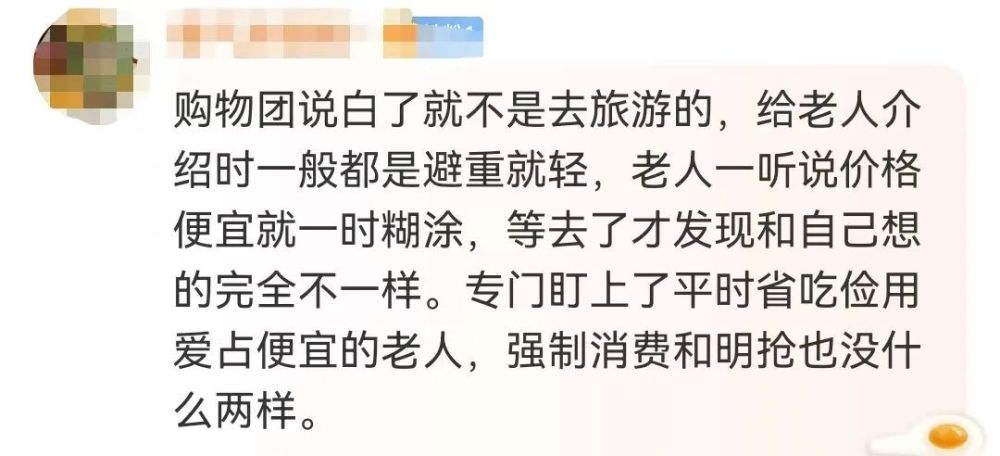 购物团说白了就不是去旅游的，给老人介
绍时一般都是避重就轻，老人一听说价格
便宜就一时糊涂，等去了才发现和自己想
的完全不一样。专门盯上了平时省吃俭用
爱占便宜的老人，强制消费和明抢也没什
么两样。